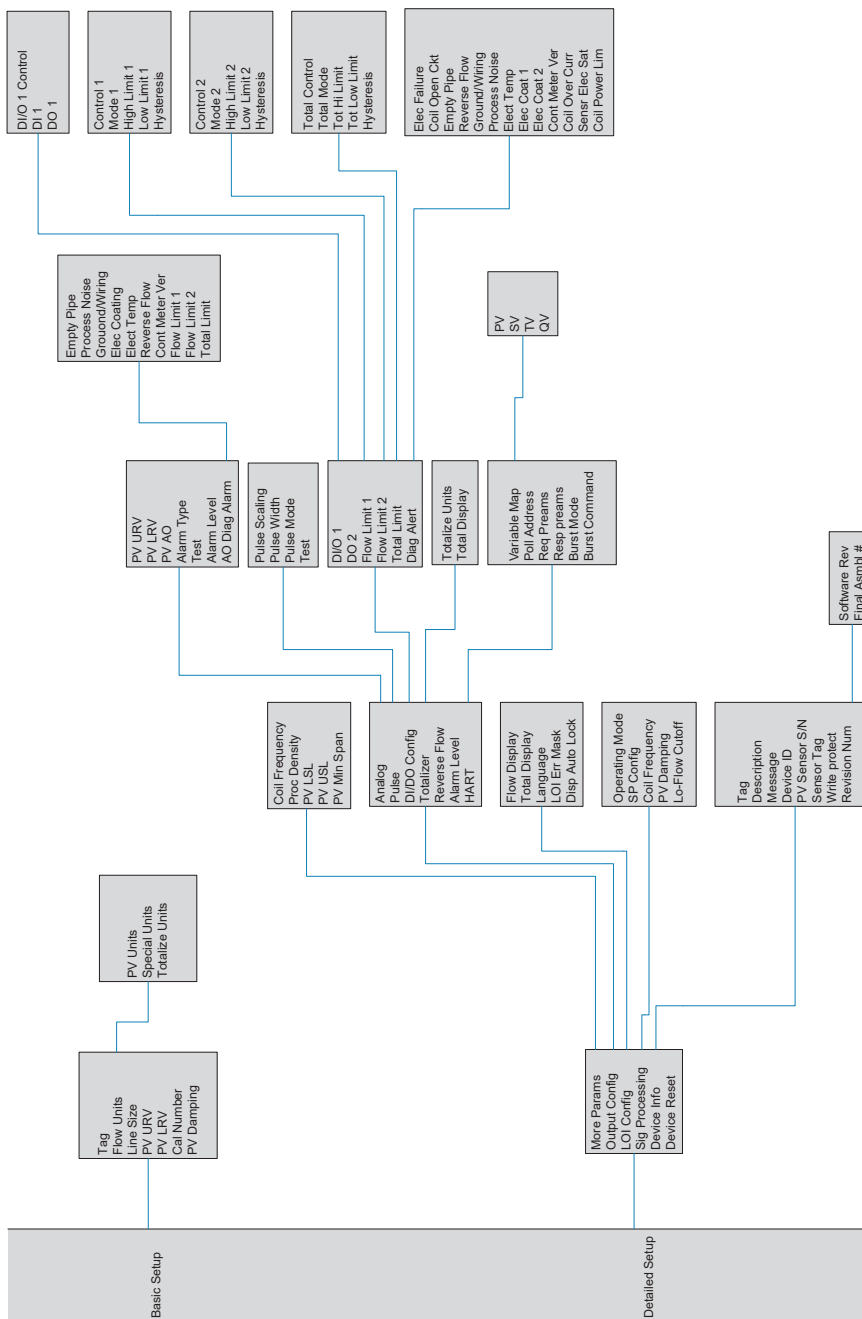 Basic Setup
Tag
Flow Units
Line Size
PV URV
PV LRV
Cal Number
PV Damping
PV Units
Special Units
Totalize Units
Detailed Setup
More Params
Output Config
LOI Config
Sig Processing
Device Info
Device Reset
Coil Frequency
Proc Density
PV LSL
PV USL
PV Min Span
Analog
Pulse
DI/DO Config
Totalizer
Reverse Flow
Alarm Level
HART
Flow Display
Total Display
Language
LOI Err Mask
Disp Auto Lock
Operating Mode
SP Config
Coil Frequency
PV Damping
Lo-Flow Cutoff
Tag
Description
Message
Device ID
PV Sensor S/N
Sensor Tag
Write protect
Revision Num
PV URV
PV LRV
PV AO
Alarm Type
Test
Alarm Level
AO Diag Alarm
Pulse Scaling
Pulse Width
Pulse Mode
Test
DI/O 1
DO 2
Flow Limit 1
Flow Limit 2
Total Limit
Diag Alert
Totalize Units
Total Display
Variable Map
Poll Address
Req Preams
Resp preams
Burst Mode
Burst Command
Software Rev
Final Asmbl #
Empty Pipe
Process Noise
Grouond/Wiring
Elec Coating
Elect Temp
Reverse Flow
Cont Meter Ver
Flow Limit 1
Flow Limit 2
Total Limit
PV
SV
TV
QV
DI/O 1 Control
DI 1
DO 1
Control 1
Mode 1
High Limit 1
Low Limit 1
Hysteresis
Control 2
Mode 2
High Limit 2
Low Limit 2
Hysteresis
Total Control
Total Mode
Tot Hi Limit
Tot Low Limit
Hysteresis
Elec Failure
Coil Open Ckt
Empty Pipe
Reverse Flow
Ground/Wiring
Process Noise
Elect Temp
Elec Coat 1
Elec Coat 2
Cont Meter Ver
Coil Over Curr
Sensr Elec Sat
Coil Power Lim